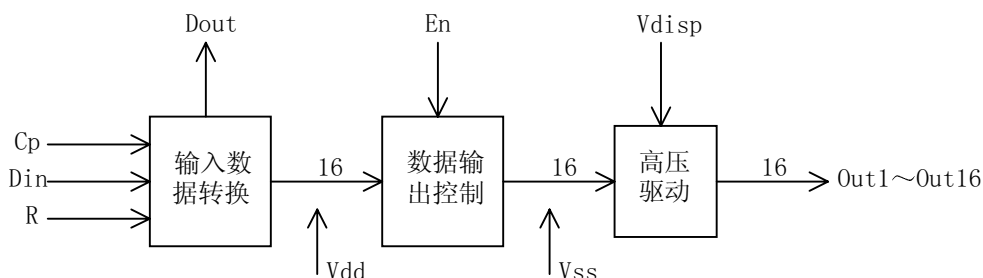 Dout
En
Vdisp
Cp
Din
R
输入数
据转换
16
数据输
出控制
16
高压
驱动
16
Out1~Out16
Vdd
Vss